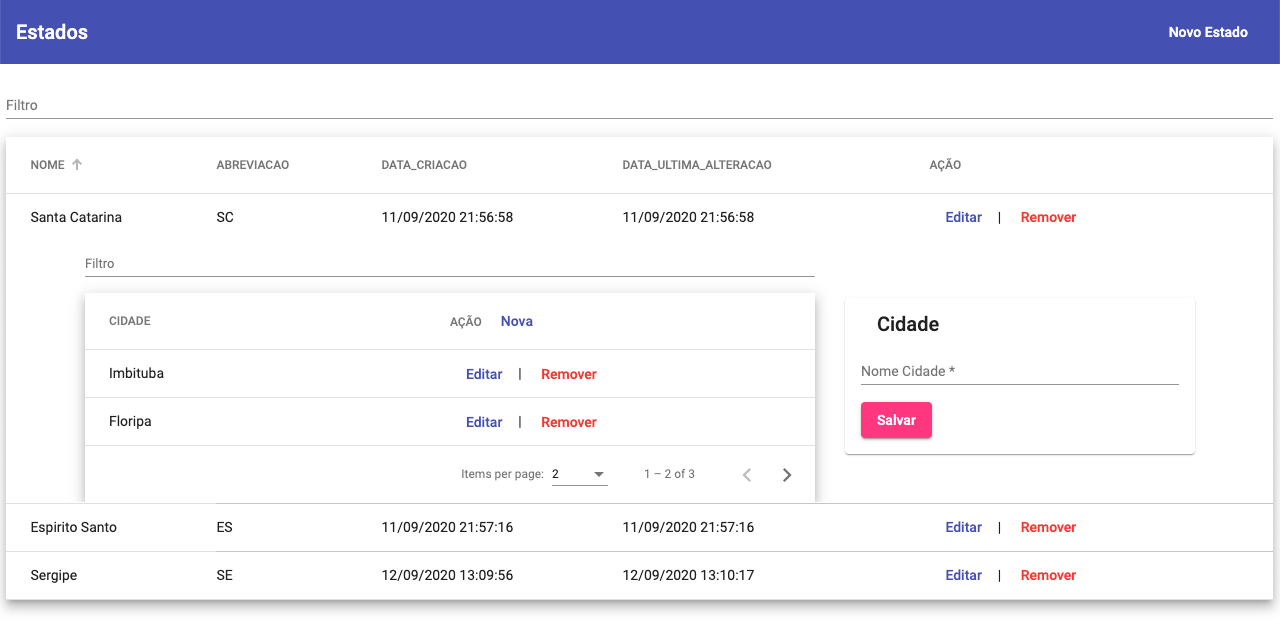 Estados Novo Estado
Filtro
NOME ABREVIACAO DATA_CRIACAO DATA_ULTIMA_ALTERACAO AÇÃO
Santa Catarina SC 11/09/2020 21:56:58 11/09/2020 21:56:58 Editar | Remover
Filtro
CIDADE AÇÃO Nova
Imbituba Editar | Remover
Floripa Editar | Remover
Items per page: 2 1 – 2 of 3
Cidade
Nome Cidade *
Salvar
Espirito Santo ES 11/09/2020 21:57:16 11/09/2020 21:57:16 Editar | Remover
Sergipe SE 12/09/2020 13:09:56 12/09/2020 13:10:17 Editar | Remover